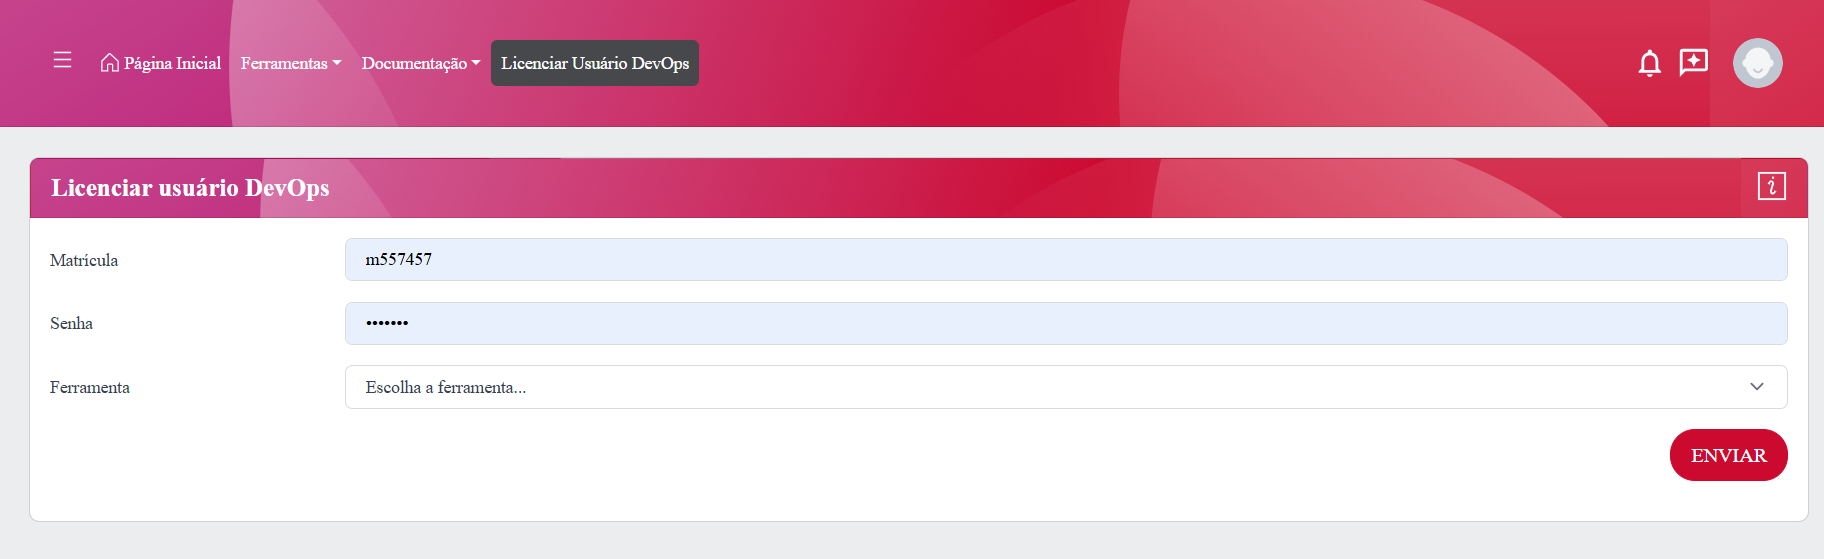 Página Inicial Ferramentas Documentação Licenciar Usuário DevOps
Licenciar usuário DevOps
Matrícula m557457
Senha •••••••
Ferramenta Escolha a ferramenta...
ENVIAR